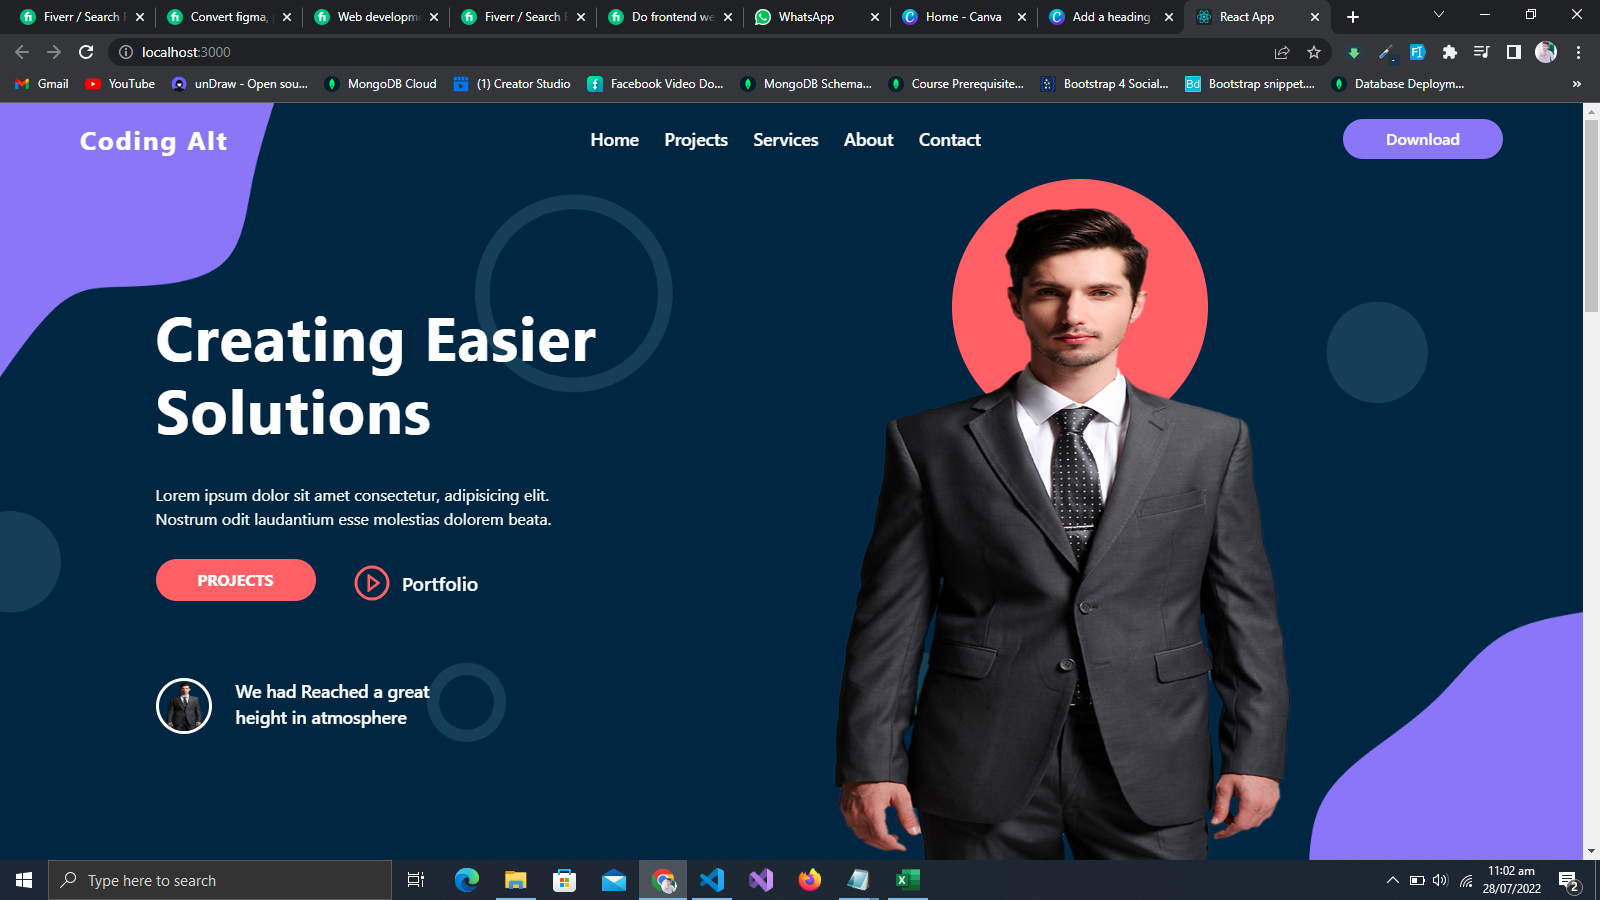 Fiverr / Search
Convert figma,
Web developm
Fiverr / Search
Do frontend we
WhatsApp
Home - Canva
Add a heading
React App
localhost:3000
Gmail
YouTube
unDraw - Open sou...
MongoDB Cloud
(1) Creator Studio
Facebook Video Do...
MongoDB Schema...
Course Prerequisite...
Bootstrap 4 Social...
Bd
Bootstrap snippet....
Database Deploym...
»
Coding Alt
Home
Projects
Services
About
Contact
Download
Creating Easier
Solutions
Lorem ipsum dolor sit amet consectetur, adipisicing elit.
Nostrum odit laudantium esse molestias dolorem beata.
PROJECTS
Portfolio
We had Reached a great
height in atmosphere
Type here to search
11:02 am
28/07/2022
2